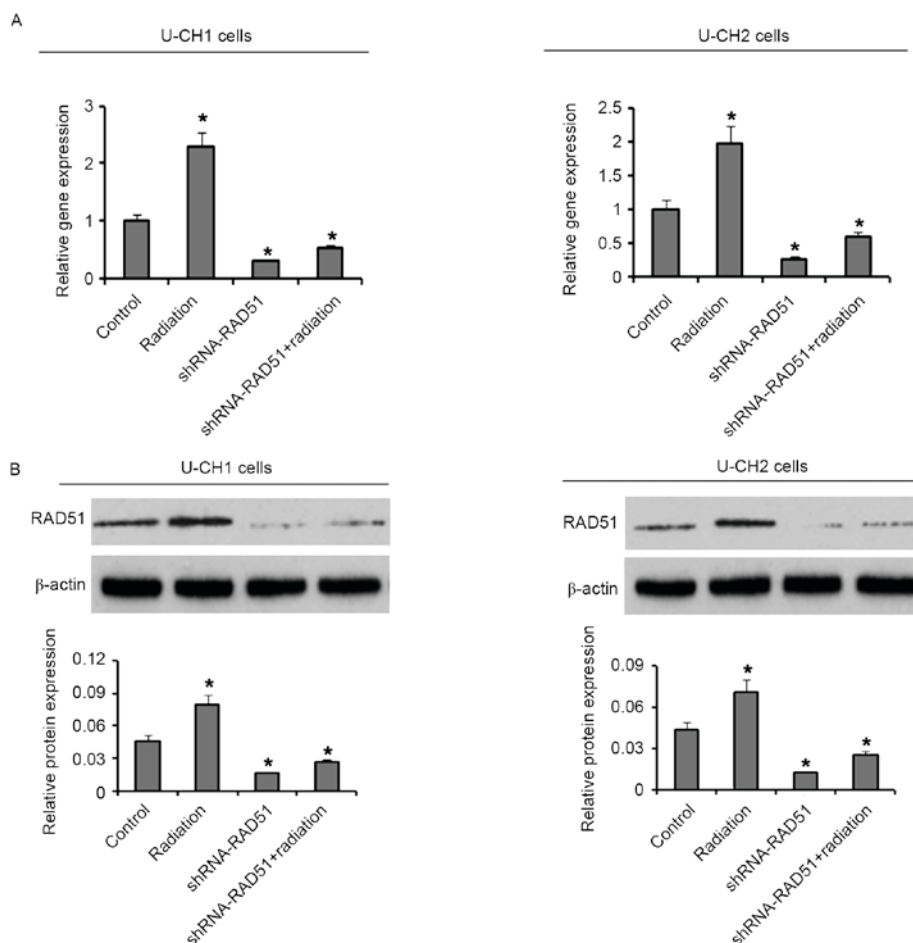 A
U-CH1 cells
U-CH2 cells
Relative gene expression
3
2
1
0
*
*
*
Control
Radiation
shRNA-RAD51
shRNA-RAD51+radiation
Relative gene expression
2.5
2
1.5
1
0.5
0
*
*
*
Control
Radiation
shRNA-RAD51
shRNA-RAD51+radiation
B
U-CH1 cells
U-CH2 cells
RAD51
β-actin
RAD51
β-actin
Relative protein expression
0.12
0.09
0.06
0.03
0
*
*
*
Control
Radiation
shRNA-RAD51
shRNA-RAD51+radiation
Relative protein expression
0.09
0.06
0.03
0
*
*
*
Control
Radiation
shRNA-RAD51
shRNA-RAD51+radiation